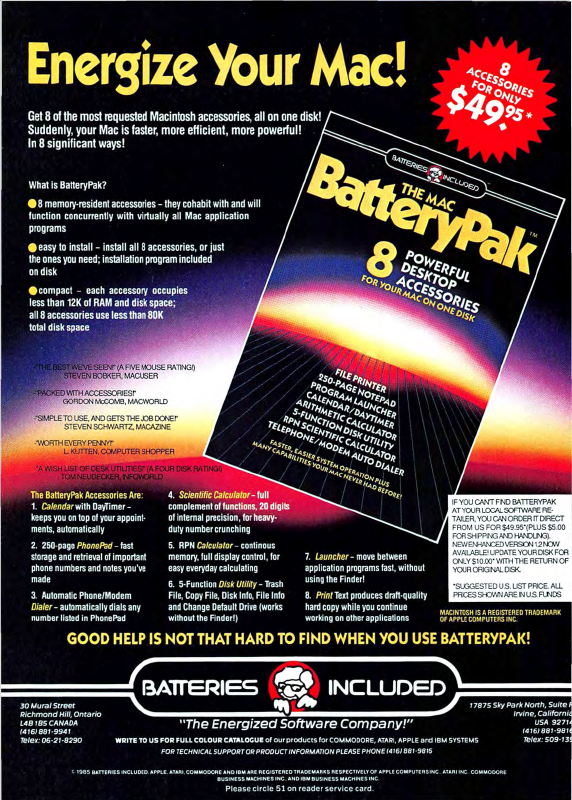 Energize Your Mac!
8
ACCESSORIES
FOR ONLY
$49.95*
Get 8 of the most requested Macintosh accessories, all on one disk!
Suddenly, your Mac is faster, more efficient, more powerful!
In 8 significant ways!
What is BatteryPak?
8 memory-resident accessories – they cohabit with and will
function concurrently with virtually all Mac application
programs
easy to install – install all 8 accessories, or just
the ones you need; installation program included
on disk
compact – each accessory occupies
less than 12K of RAM and disk space;
all 8 accessories use less than 80K
total disk space
"THE BEST WE'VE SEEN!" (A FIVE MOUSE RATING!)
STEVEN BOBKER, MACUSER
"PACKED WITH ACCESSORIES!"
GORDON McCOMB, MACWORLD
"SIMPLE TO USE, AND GETS THE JOB DONE!"
STEVEN SCHWARTZ, MACAZINE
"WORTH EVERY PENNY!"
L. KUTTEN, COMPUTER SHOPPER
"A WISH LIST OF DESK UTILITIES" (A FOUR DISK RATING!)
TOM NEUDECKER, INFOWORLD
BATTERIES INCLUDED
THE MAC
BatteryPak™
8 POWERFUL
DESKTOP
ACCESSORIES
FOR YOUR MAC ON ONE DISK
FILE PRINTER
250-PAGE NOTEPAD
PROGRAM LAUNCHER
CALENDAR/DAYTIMER
ARITHMETIC CALCULATOR
5-FUNCTION DISK UTILITY
RPN SCIENTIFIC CALCULATOR
TELEPHONE/MODEM AUTO DIALER
FASTER, EASIER SYSTEM OPERATION PLUS
MANY CAPABILITIES YOUR MAC NEVER HAD BEFORE!
The BatteryPak Accessories Are:
1. Calendar with DayTimer –
keeps you on top of your appoint-
ments, automatically
2. 250-page PhonePad – fast
storage and retrieval of important
phone numbers and notes you've
made
3. Automatic Phone/Modem
Dialer – automatically dials any
number listed in PhonePad
4. Scientific Calculator – full
complement of functions, 20 digits
of internal precision, for heavy-
duty number crunching
5. RPN Calculator – continous
memory, full display control, for
easy everyday calculating
6. 5-Function Disk Utility – Trash
File, Copy File, Disk Info, File Info
and Change Default Drive (works
without the Finder!)
7. Launcher – move between
application programs fast, without
using the Finder!
8. Print Text produces draft-quality
hard copy while you continue
working on other applications
IF YOU CAN'T FIND BATTERYPAK
AT YOUR LOCAL SOFTWARE RE-
TAILER, YOU CAN ORDER IT DIRECT
FROM US FOR $49.95*(PLUS $5.00
FOR SHIPPING AND HANDLING).
NEW ENHANCED VERSION 1.2 NOW
AVAILABLE! UPDATE YOUR DISK FOR
ONLY $10.00* WITH THE RETURN OF
YOUR ORIGINAL DISK.
*SUGGESTED U.S. LIST PRICE. ALL
PRICES SHOWN ARE IN U.S. FUNDS
MACINTOSH IS A REGISTERED TRADEMARK
OF APPLE COMPUTERS INC.
GOOD HELP IS NOT THAT HARD TO FIND WHEN YOU USE BATTERYPAK!
BATTERIES INCLUDED
30 Mural Street
Richmond Hill, Ontario
L4B 1B5 CANADA
(416) 881-9941
Telex: 06-21-8290
"The Energized Software Company!"
17875 Sky Park North, Suite
Irvine, California
USA 92714
(416) 881-9816
Telex: 509-139
WRITE TO US FOR FULL COLOUR CATALOGUE of our products for COMMODORE, ATARI, APPLE and IBM SYSTEMS
FOR TECHNICAL SUPPORT OR PRODUCT INFORMATION PLEASE PHONE (416) 881-9816
© 1985 BATTERIES INCLUDED. APPLE, ATARI, COMMODORE AND IBM ARE REGISTERED TRADEMARKS RESPECTIVELY OF APPLE COMPUTERS INC., ATARI INC. COMMODORE
BUSINESS MACHINES INC. AND IBM BUSINESS MACHINES INC.
Please circle 51 on reader service card.